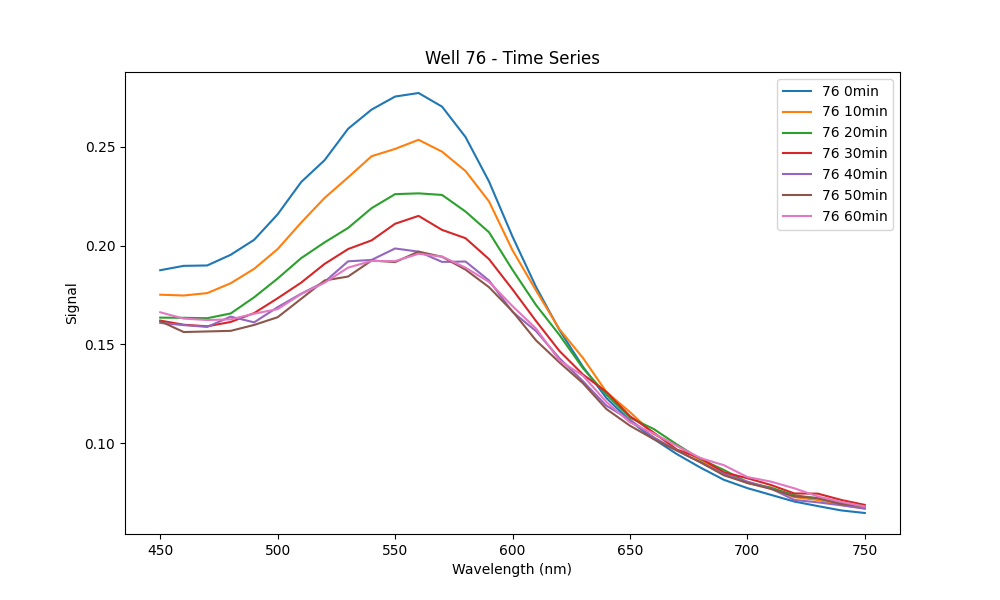 Well 76 - Time Series
76 0min
76 10min
76 20min
76 30min
76 40min
76 50min
76 60min
Signal
0.25
0.20
0.15
0.10
450 500 550 600 650 700 750
Wavelength (nm)